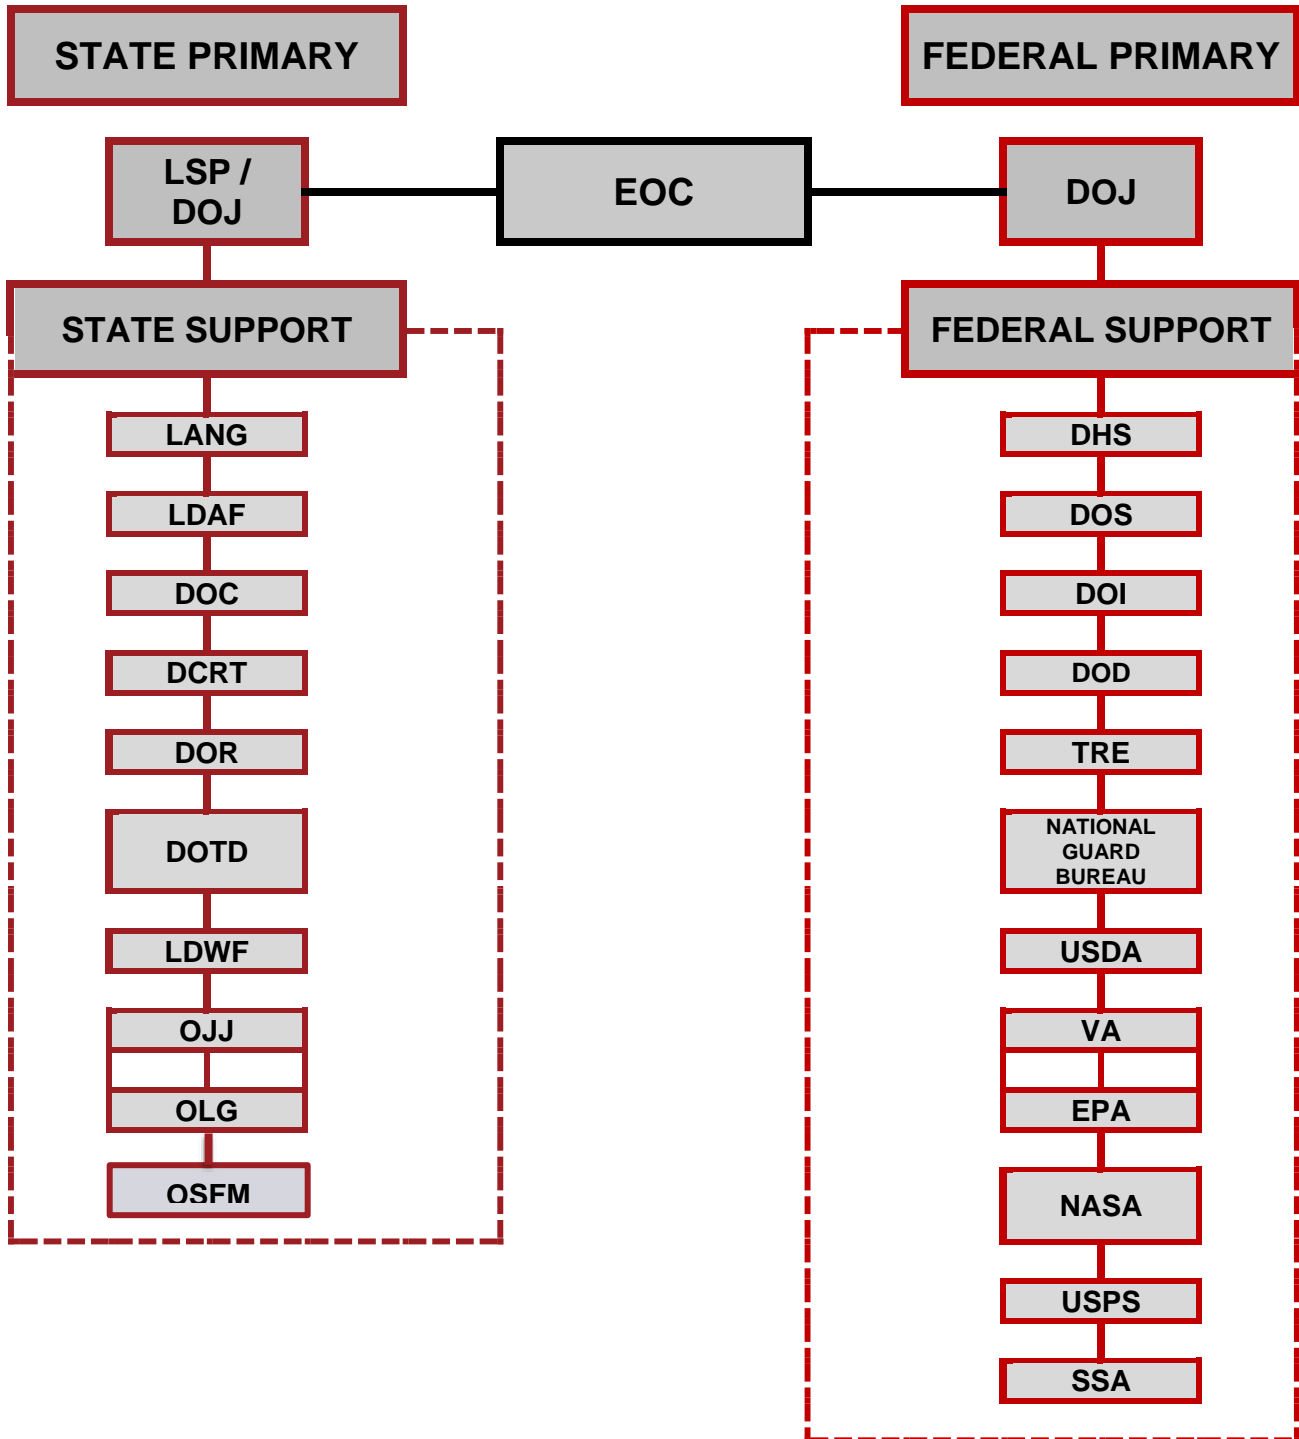 STATE PRIMARY
FEDERAL PRIMARY
LSP /
DOJ
EOC
DOJ
STATE SUPPORT
FEDERAL SUPPORT
LANG
LDAF
DOC
DCRT
DOR
DOTD
LDWF
OJJ
OLG
OSFM
DHS
DOS
DOI
DOD
TRE
NATIONAL
GUARD
BUREAU
USDA
VA
EPA
NASA
USPS
SSA